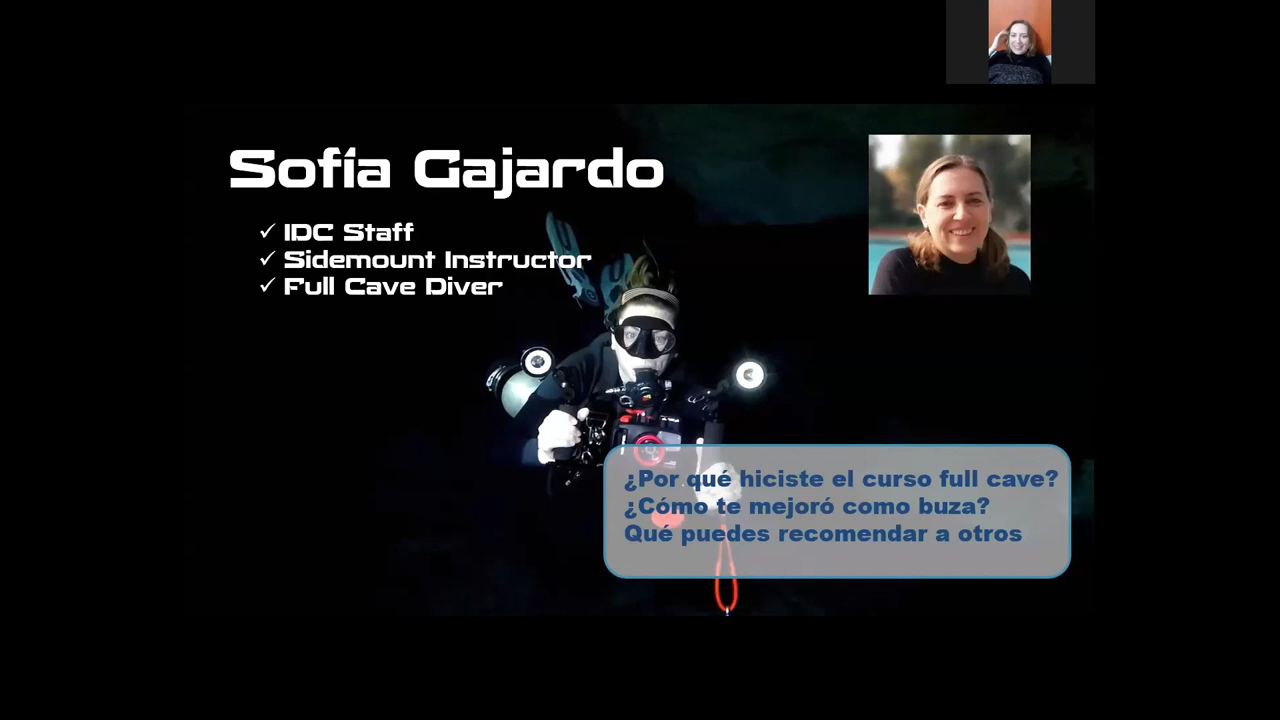 Sofía Gajardo
✓ IDC Staff
✓ Sidemount Instructor
✓ Full Cave Diver
¿Por qué hiciste el curso full cave?
¿Cómo te mejoró como buza?
Qué puedes recomendar a otros